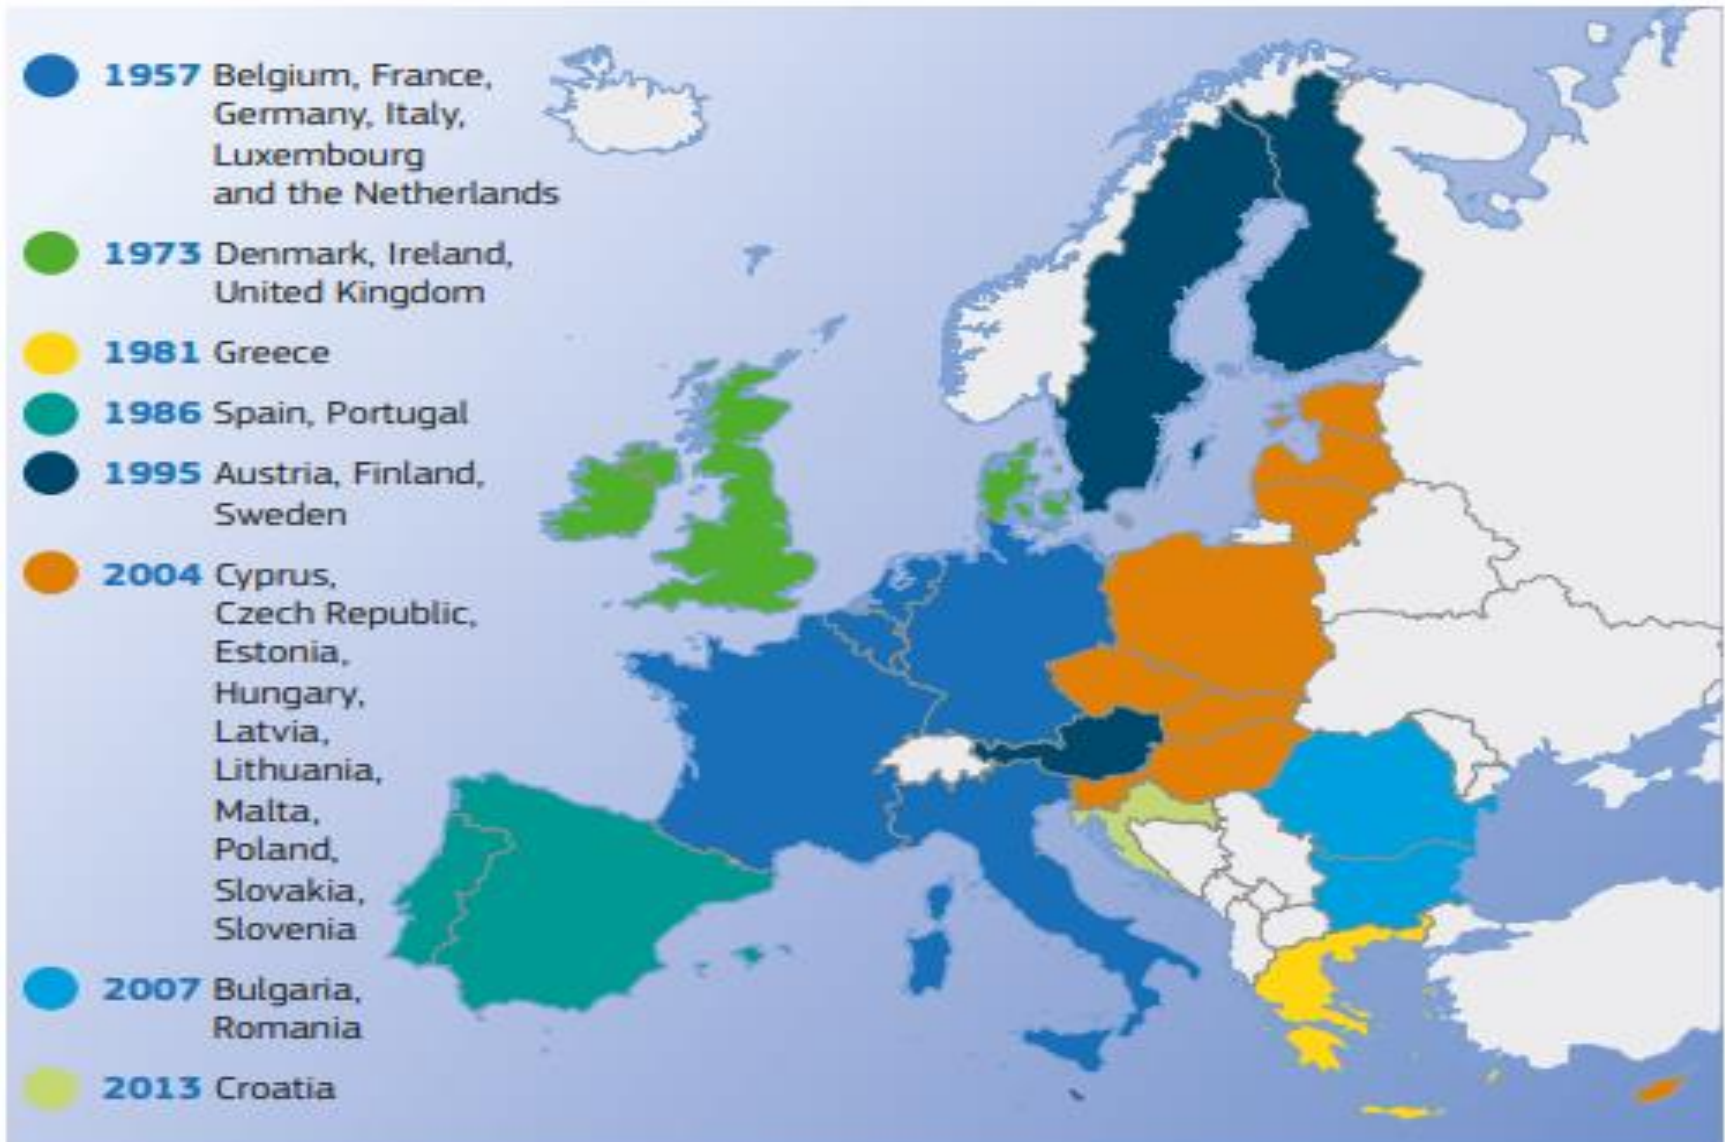 1957 Belgium, France,
Germany, Italy,
Luxembourg
and the Netherlands
1973 Denmark, Ireland,
United Kingdom
1981 Greece
1986 Spain, Portugal
1995 Austria, Finland,
Sweden
2004 Cyprus,
Czech Republic,
Estonia,
Hungary,
Latvia,
Lithuania,
Malta,
Poland,
Slovakia,
Slovenia
2007 Bulgaria,
Romania
2013 Croatia